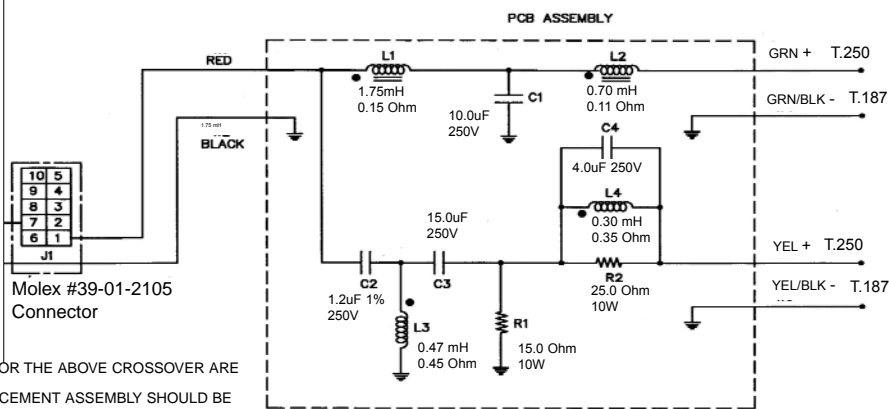 PCB ASSEMBLY
RED
L1
1.75mH
0.15 Ohm
C1
10.0uF
250V
L2
0.70 mH
0.11 Ohm
GRN + T.250
GRN/BLK - T.187
1.75 mH
BLACK
10 5
9 4
8 3
7 2
6 1
J1
Molex #39-01-2105
Connector
C4
4.0uF 250V
L4
0.30 mH
0.35 Ohm
R2
25.0 Ohm
10W
YEL + T.250
YEL/BLK - T.187
15.0uF
250V
C3
C2
1.2uF 1%
250V
L3
0.47 mH
0.45 Ohm
R1
15.0 Ohm
10W
OR THE ABOVE CROSSOVER ARE
CEMENT ASSEMBLY SHOULD BE